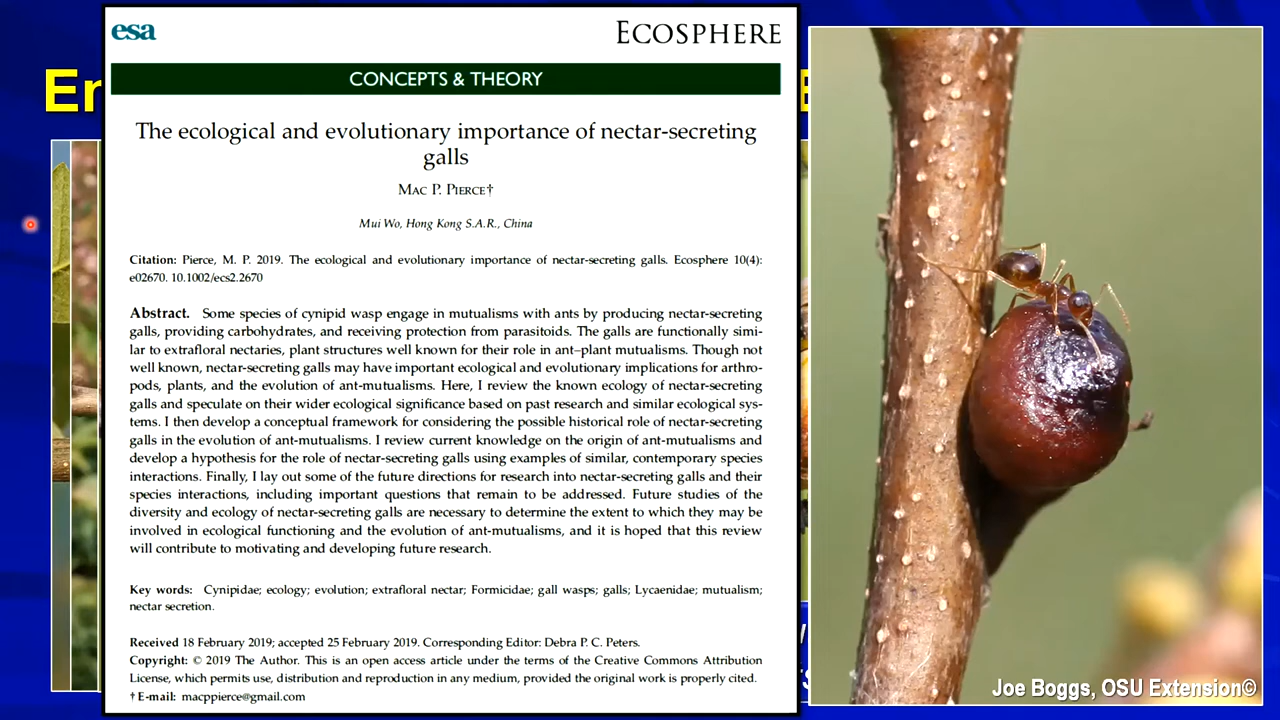 esa
ECOSPHERE
CONCEPTS & THEORY
The ecological and evolutionary importance of nectar-secreting
galls
MAC P. PIERCE†
Mui Wo, Hong Kong S.A.R., China
Citation: Pierce, M. P. 2019. The ecological and evolutionary importance of nectar-secreting galls. Ecosphere 10(4):
e02670. 10.1002/ecs2.2670
Abstract. Some species of cynipid wasp engage in mutualisms with ants by producing nectar-secreting
galls, providing carbohydrates, and receiving protection from parasitoids. The galls are functionally simi-
lar to extrafloral nectaries, plant structures well known for their role in ant–plant mutualisms. Though not
well known, nectar-secreting galls may have important ecological and evolutionary implications for arthro-
pods, plants, and the evolution of ant-mutualisms. Here, I review the known ecology of nectar-secreting
galls and speculate on their wider ecological significance based on past research and similar ecological sys-
tems. I then develop a conceptual framework for considering the possible historical role of nectar-secreting
galls in the evolution of ant-mutualisms. I review current knowledge on the origin of ant-mutualisms and
develop a hypothesis for the role of nectar-secreting galls using examples of similar, contemporary species
interactions. Finally, I lay out some of the future directions for research into nectar-secreting galls and their
species interactions, including important questions that remain to be addressed. Future studies of the
diversity and ecology of nectar-secreting galls are necessary to determine the extent to which they may be
involved in ecological functioning and the evolution of ant-mutualisms, and it is hoped that this review
will contribute to motivating and developing future research.
Key words: Cynipidae; ecology; evolution; extrafloral nectar; Formicidae; gall wasps; galls; Lycaenidae; mutualism;
nectar secretion.
Received 18 February 2019; accepted 25 February 2019. Corresponding Editor: Debra P. C. Peters.
Copyright: © 2019 The Author. This is an open access article under the terms of the Creative Commons Attribution
License, which permits use, distribution and reproduction in any medium, provided the original work is properly cited.
† E-mail: macppierce@gmail.com
Joe Boggs, OSU Extension©